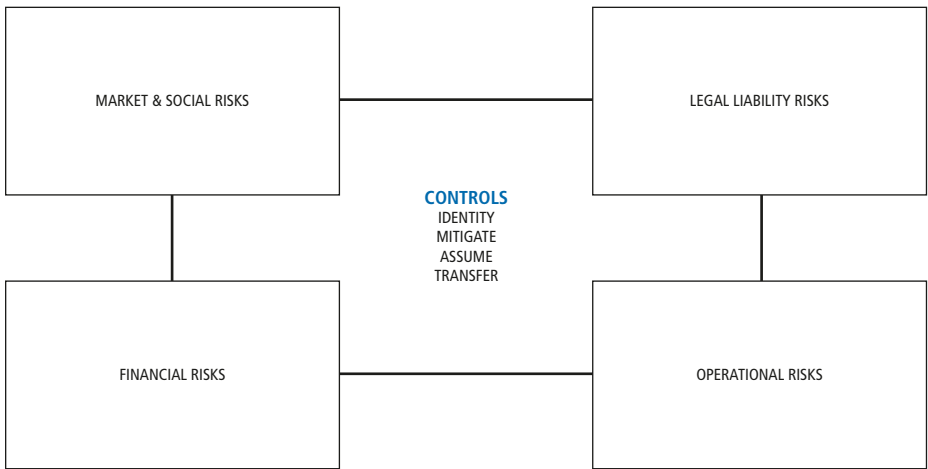 MARKET & SOCIAL RISKS
LEGAL LIABILITY RISKS
CONTROLS
IDENTITY
MITIGATE
ASSUME
TRANSFER
FINANCIAL RISKS
OPERATIONAL RISKS